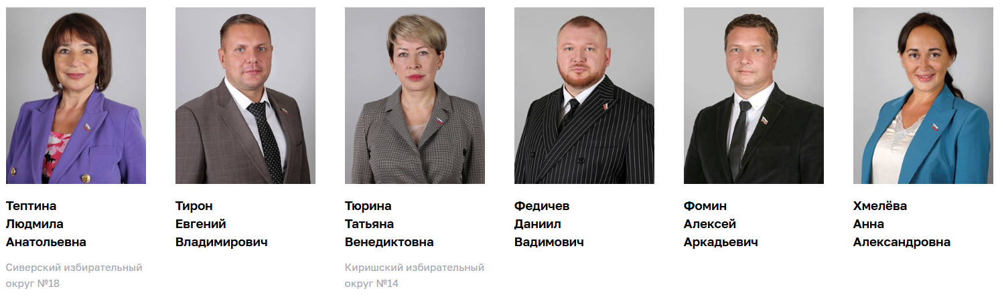 Тептина
Людмила
Анатольевна
Сиверский избирательный
округ №18
Тирон
Евгений
Владимирович
Тюрина
Татьяна
Венедиктовна
Киришский избирательный
округ №14
Федичев
Даниил
Вадимович
Фомин
Алексей
Аркадьевич
Хмелёва
Анна
Александровна